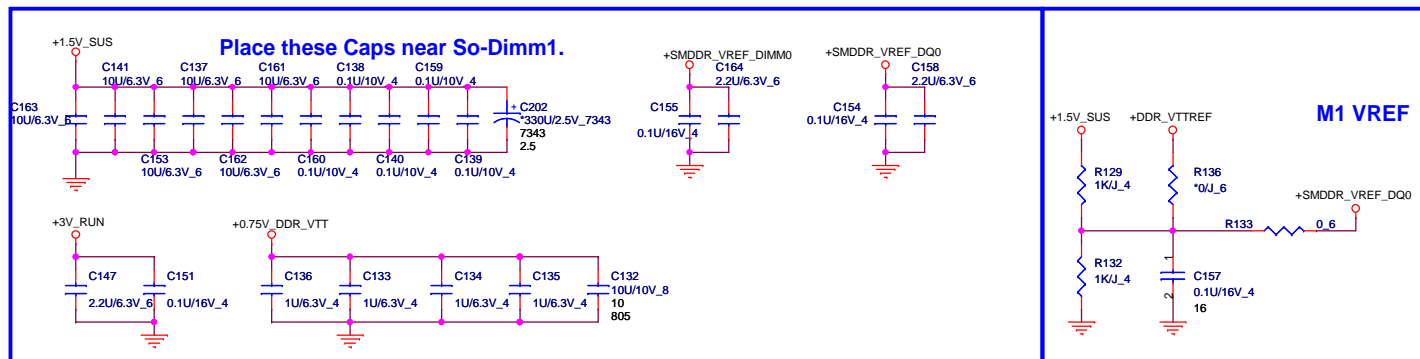 Place these Caps near So-Dimm1.
+1.5V_SUS
C141
10U/6.3V_6
C137
10U/6.3V_6
C161
10U/6.3V_6
C138
0.1U/10V_4
C159
0.1U/10V_4
C163
10U/6.3V_6
C202
+
*330U/2.5V_7343
7343
2.5
C153
10U/6.3V_6
C162
10U/6.3V_6
C160
0.1U/10V_4
C140
0.1U/10V_4
C139
0.1U/10V_4
+SMDDR_VREF_DIMM0
C164
2.2U/6.3V_6
C155
0.1U/16V_4
+SMDDR_VREF_DQ0
C158
2.2U/6.3V_6
C154
0.1U/16V_4
+3V_RUN
C147
2.2U/6.3V_6
C151
0.1U/16V_4
+0.75V_DDR_VTT
C136
1U/6.3V_4
C133
1U/6.3V_4
C134
1U/6.3V_4
C135
1U/6.3V_4
C132
10U/10V_8
10
805
M1 VREF
+1.5V_SUS
+DDR_VTTREF
R129
1K/J_4
R136
*0/J_6
+SMDDR_VREF_DQ0
R133
0_6
R132
1K/J_4
1
C157
0.1U/16V_4
2
16